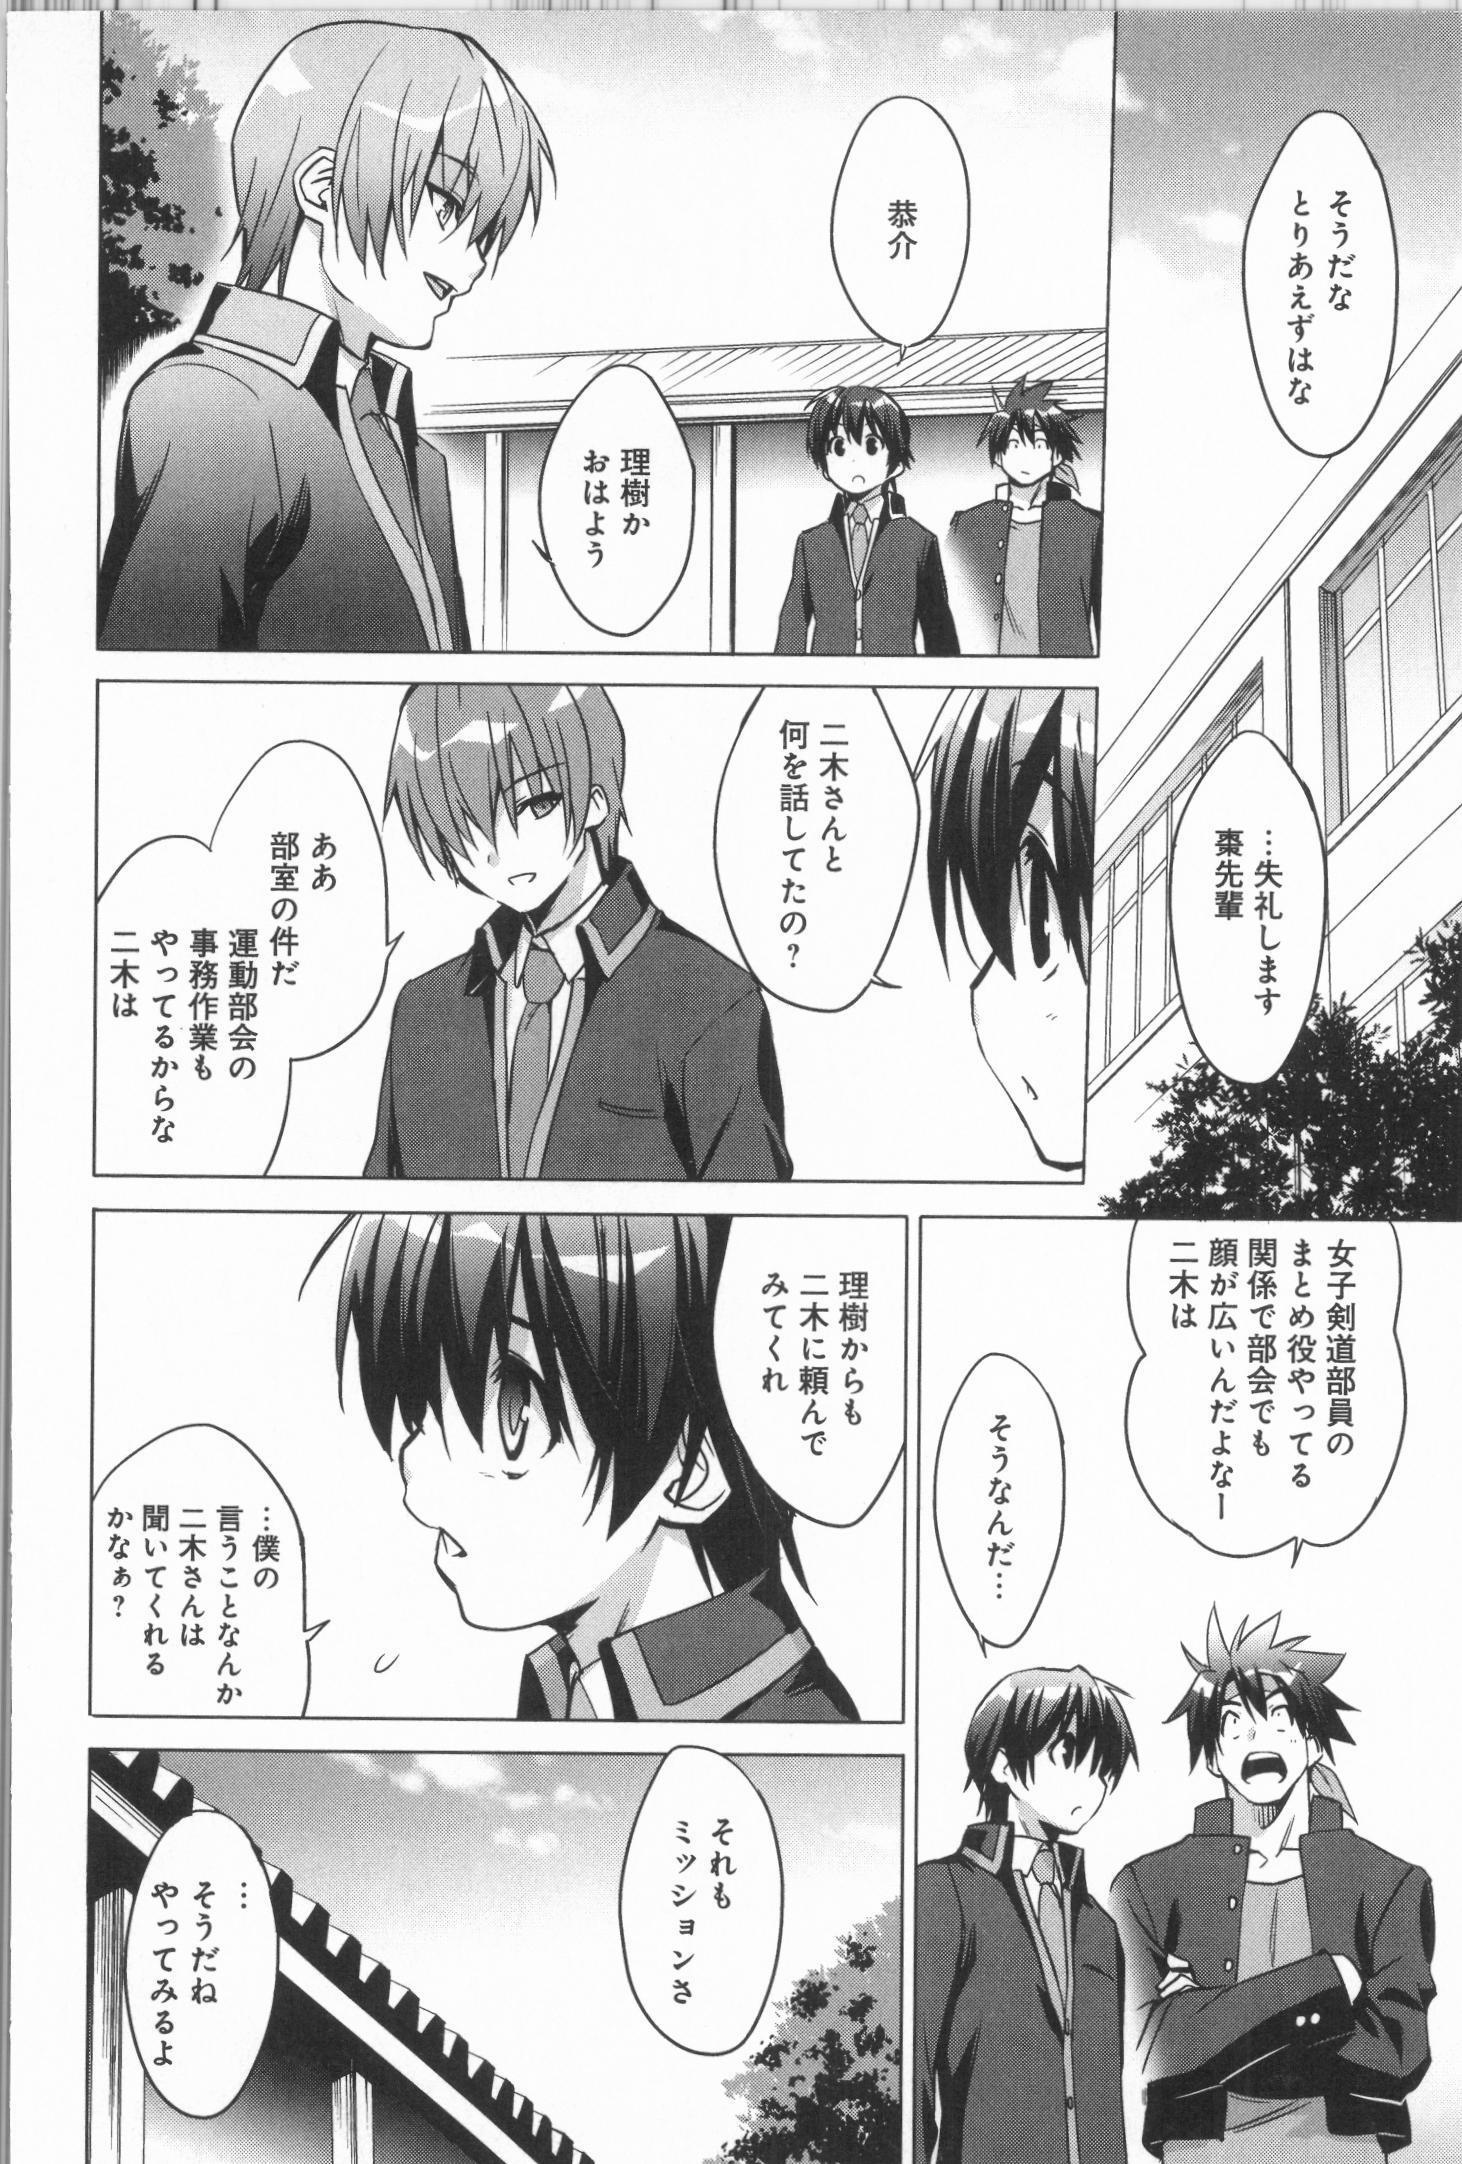 そうだな
とりあえずはな
…失礼します
棗先輩
恭介
理樹か
おはよう
二木さんと
何を話してたの?
ああ
部室の件だ
運動部会の
事務作業も
やってるからな
二木は
女子剣道部員の
まとめ役やってる
関係で部会でも
顔が広いんだよなー
二木は
そうなんだ…
理樹からも
二木に頼んで
みてくれ
…僕の
言うことなんか
二木さんは
聞いてくれる
かなぁ?
それも
ミッションさ
…
そうだね
やってみるよ